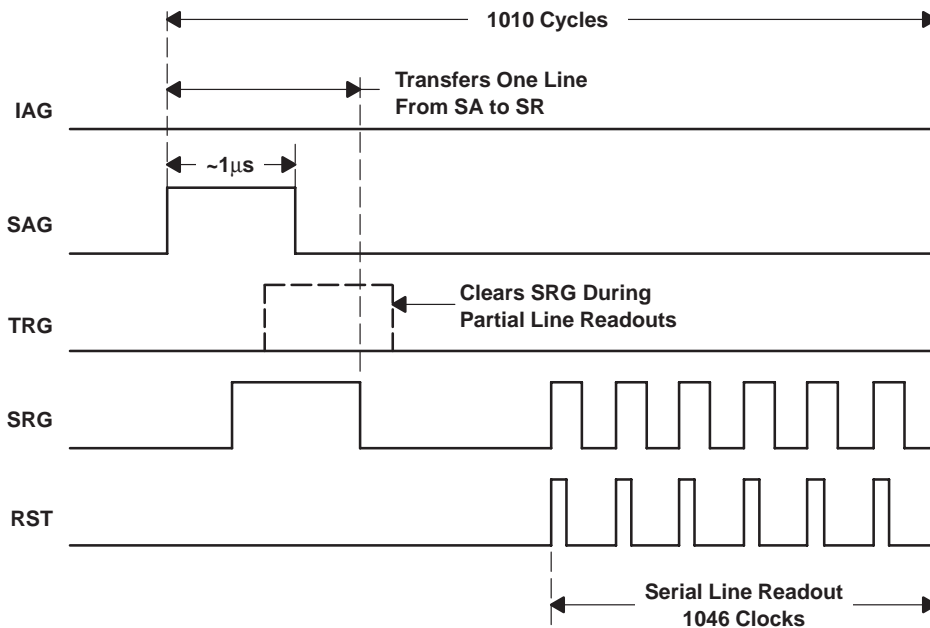 1010 Cycles
Transfers One Line
From SA to SR
IAG
~1μs
SAG
Clears SRG During
Partial Line Readouts
TRG
SRG
RST
Serial Line Readout
1046 Clocks